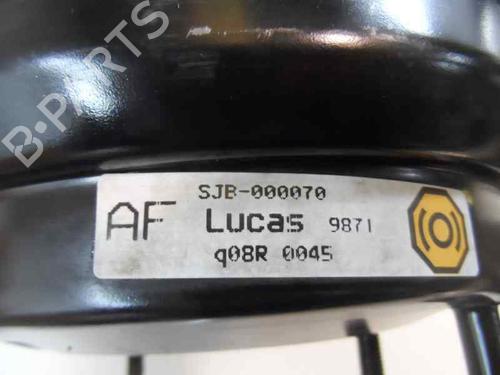 B-PARTS
SJB-000070
AF Lucas 9871
q08R 0045